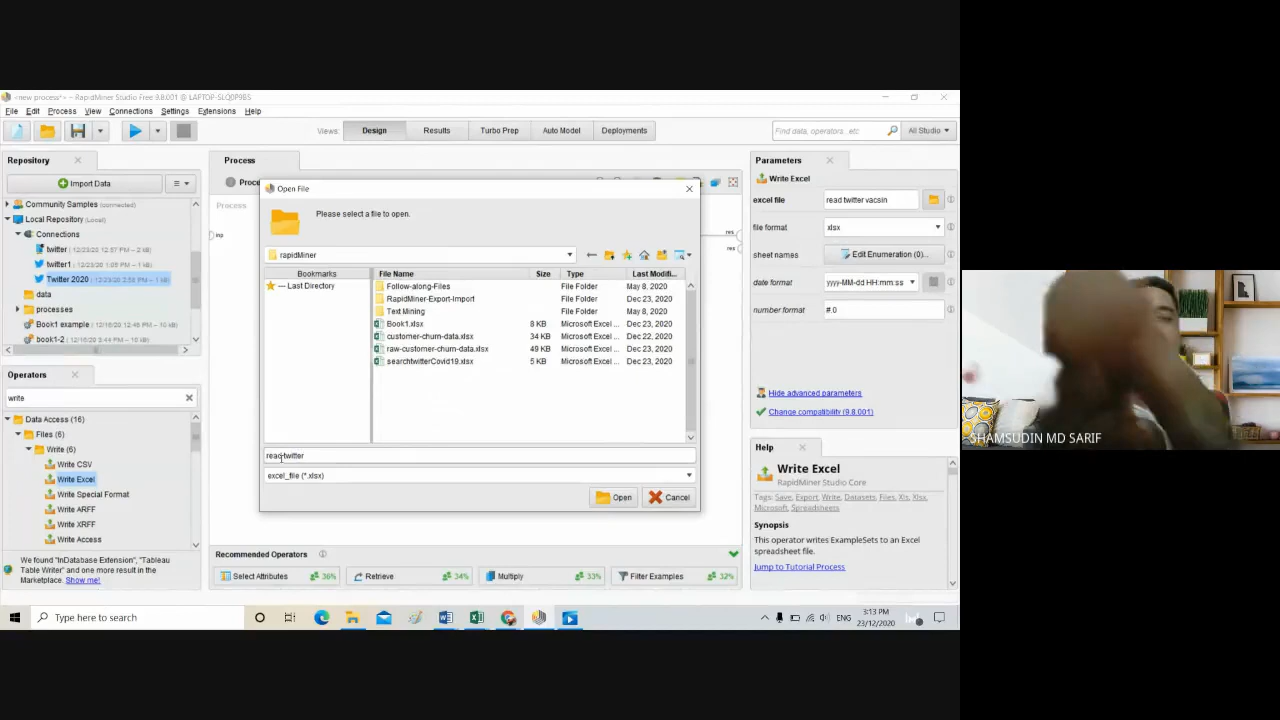 <new process*> – RapidMiner Studio Free 9.8.001 @ LAPTOP-SLQ0P9BS
File Edit Process View Connections Settings Extensions Help
Views: Design Results Turbo Prep Auto Model Deployments
Find data, operators...etc All Studio
Repository
Import Data
Community Samples (connected)
Local Repository (Local)
Connections
twitter
twitter1
Twitter 2020
data
processes
Book1 example
book1-2
Operators
write
Data Access (16)
Files (6)
Write (6)
Write CSV
Write Excel
Write Special Format
Write ARFF
Write XRFF
Write Access
We found "InDatabase Extension", "Tableau
Table Writer" and one more result in the
Marketplace. Show me!
Process
Process
inp
res
res
Open File
Please select a file to open.
rapidMiner
Bookmarks File Name Size Type Last Modifi...
--- Last Directory
Follow-along-Files File Folder May 8, 2020
RapidMiner-Export-Import File Folder Dec 23, 2020
Text Mining File Folder May 8, 2020
Book1.xlsx 8 KB Microsoft Excel ... Dec 23, 2020
customer-churn-data.xlsx 34 KB Microsoft Excel ... Dec 22, 2020
raw-customer-churn-data.xlsx 49 KB Microsoft Excel ... Dec 23, 2020
searchtwitterCovid19.xlsx 5 KB Microsoft Excel ... Dec 23, 2020
excel_file (*.xlsx)
Open Cancel
Recommended Operators
Select Attributes 36% Retrieve 34% Multiply 33% Filter Examples 32%
Parameters
Write Excel
excel file read twitter vacsin
file format xlsx
sheet names Edit Enumeration (0)...
date format yyyy-MM-dd HH:mm:ss
number format #.0
Hide advanced parameters
Change compatibility (9.8.001)
Help
Write Excel
RapidMiner Studio Core
Tags: Save, Export, Write, Datasets, Files, Xls, Xlsx,
Microsoft, Spreadsheets
Synopsis
This operator writes ExampleSets to an Excel
spreadsheet file.
Jump to Tutorial Process
SHAMSUDIN MD SARIF
Type here to search
ENG
3:13 PM
23/12/2020